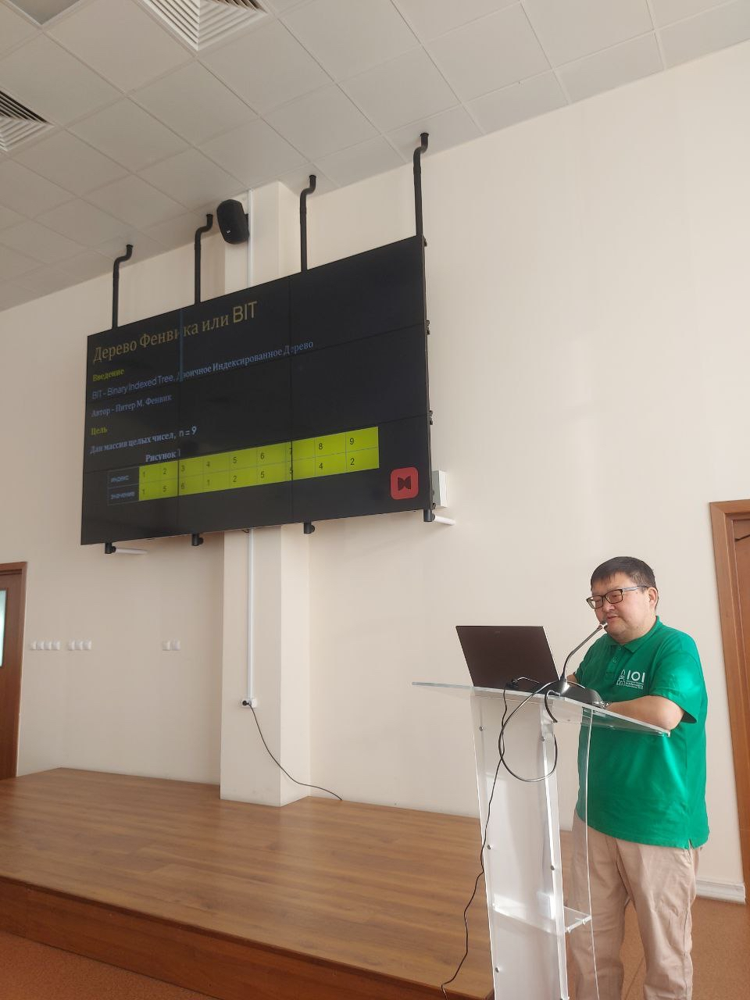 Дерево Фенвика или BIT
Введение
BIT - Binary Indexed Tree, Двоичное Индексированное Дерево
Автор - Питер М. Фенвик
Цель
Дан массив целых чисел, n = 9
Рисунок 1
индекс 1 2 3 4 5 6 7 8 9
значение 1 5 6 1 2 5 5 4 2
IOI